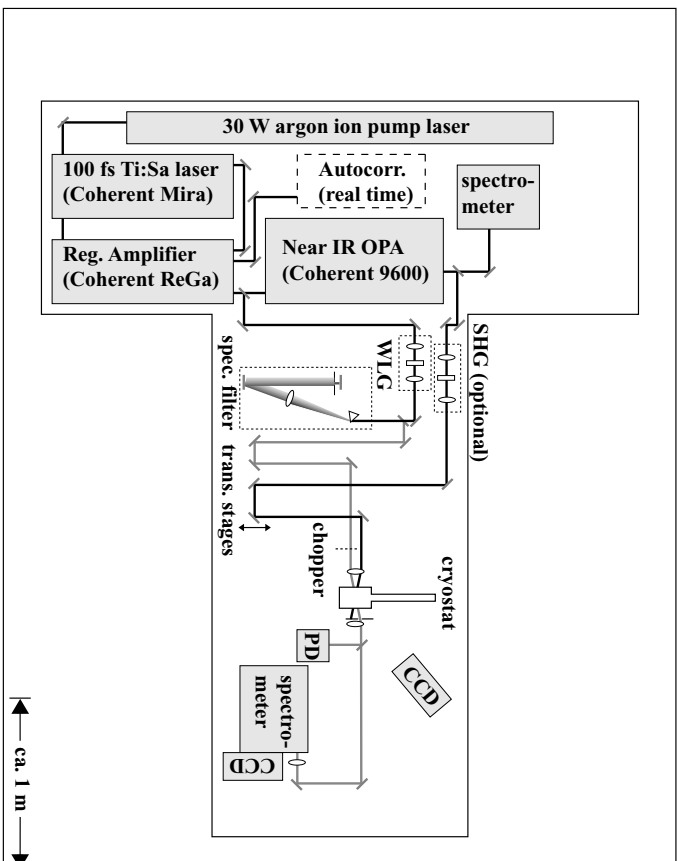 30 W argon ion pump laser
100 fs Ti:Sa laser
(Coherent Mira)
Autocorr.
(real time)
spectro-
meter
Reg. Amplifier
(Coherent ReGa)
Near IR OPA
(Coherent 9600)
SHG (optional)
WLG
spec. filter
trans. stages
chopper
cryostat
PD
CCD
spectro-
meter
CCD
ca. 1 m